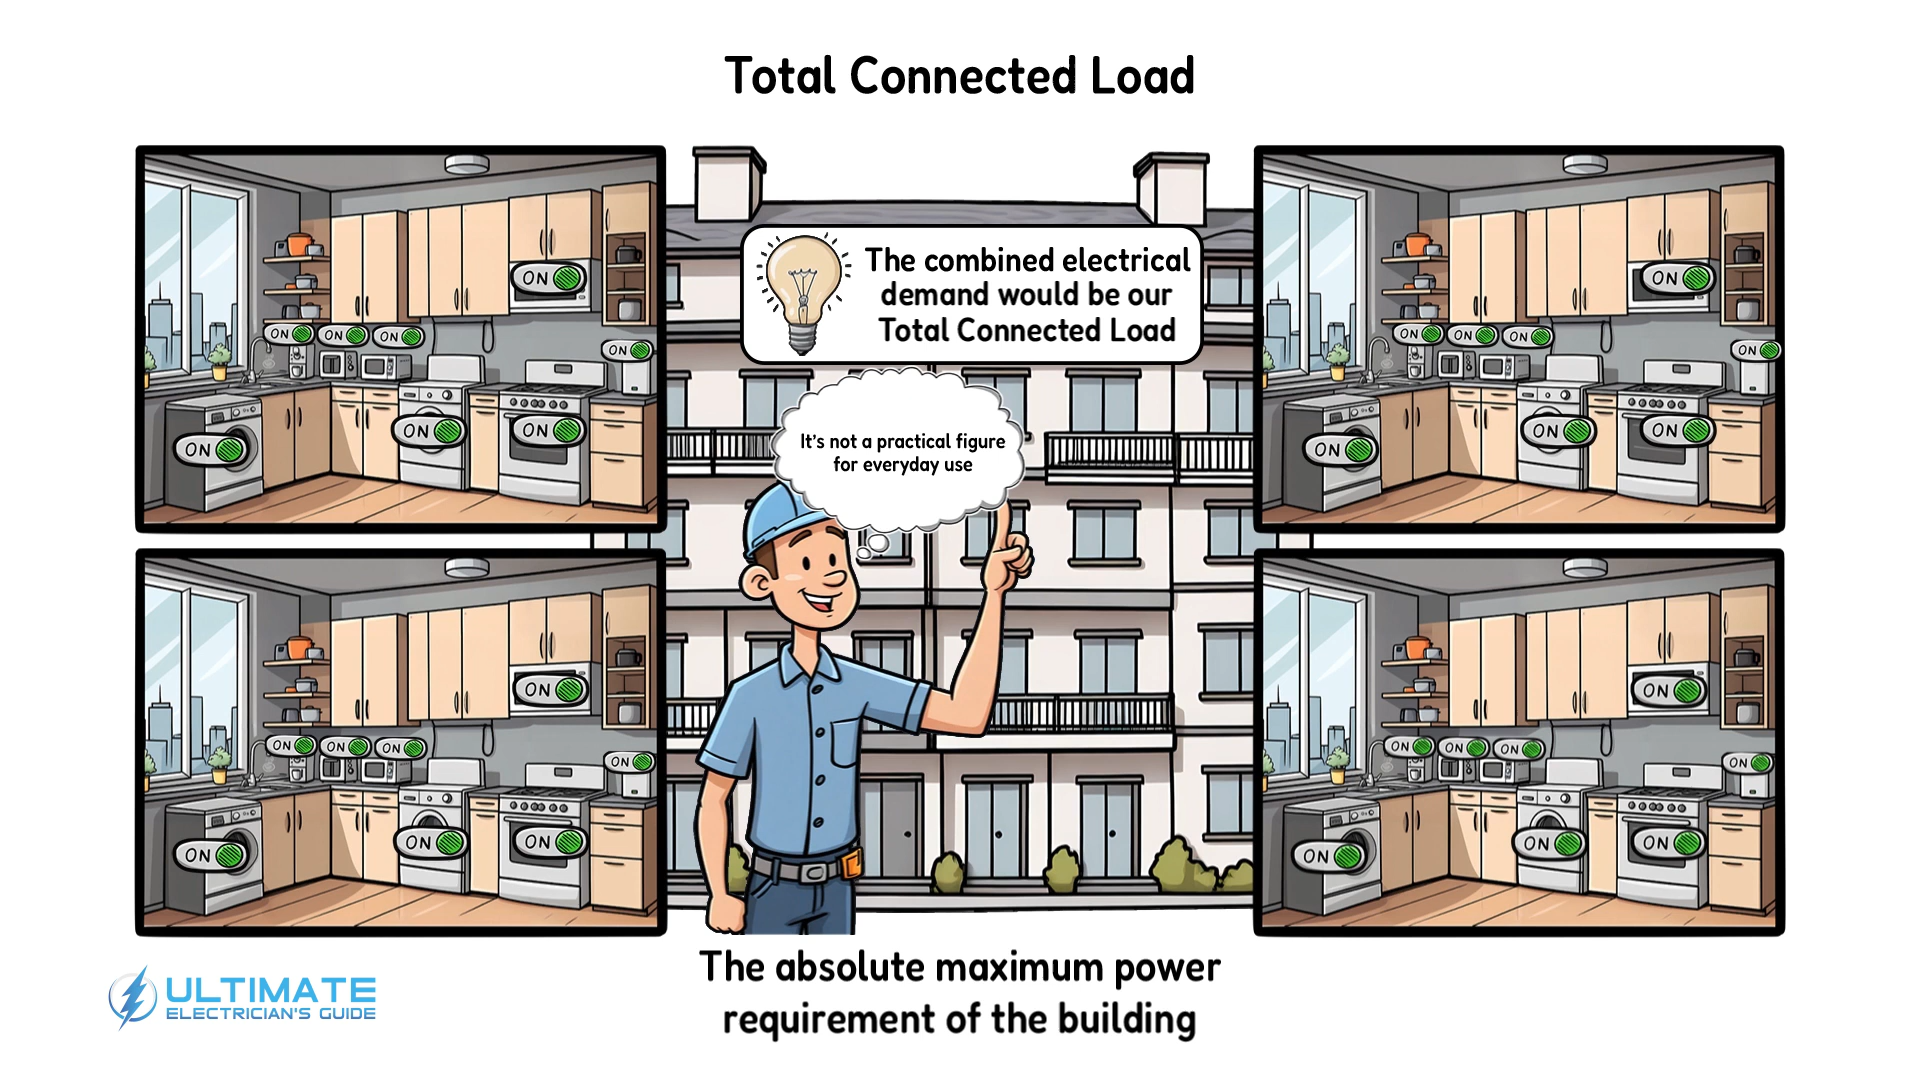 Total Connected Load
The combined electrical
demand would be our
Total Connected Load
It's not a practical figure
for everyday use
ON
ON ON ON
ON
ON
ON
ON
ON
ON ON ON
ON
ON
ON
ON
ON
ON ON ON
ON
ON
ON
ON
ON
ON ON ON
ON
ON
ON
ON
The absolute maximum power
requirement of the building
ULTIMATE
ELECTRICIAN'S GUIDE